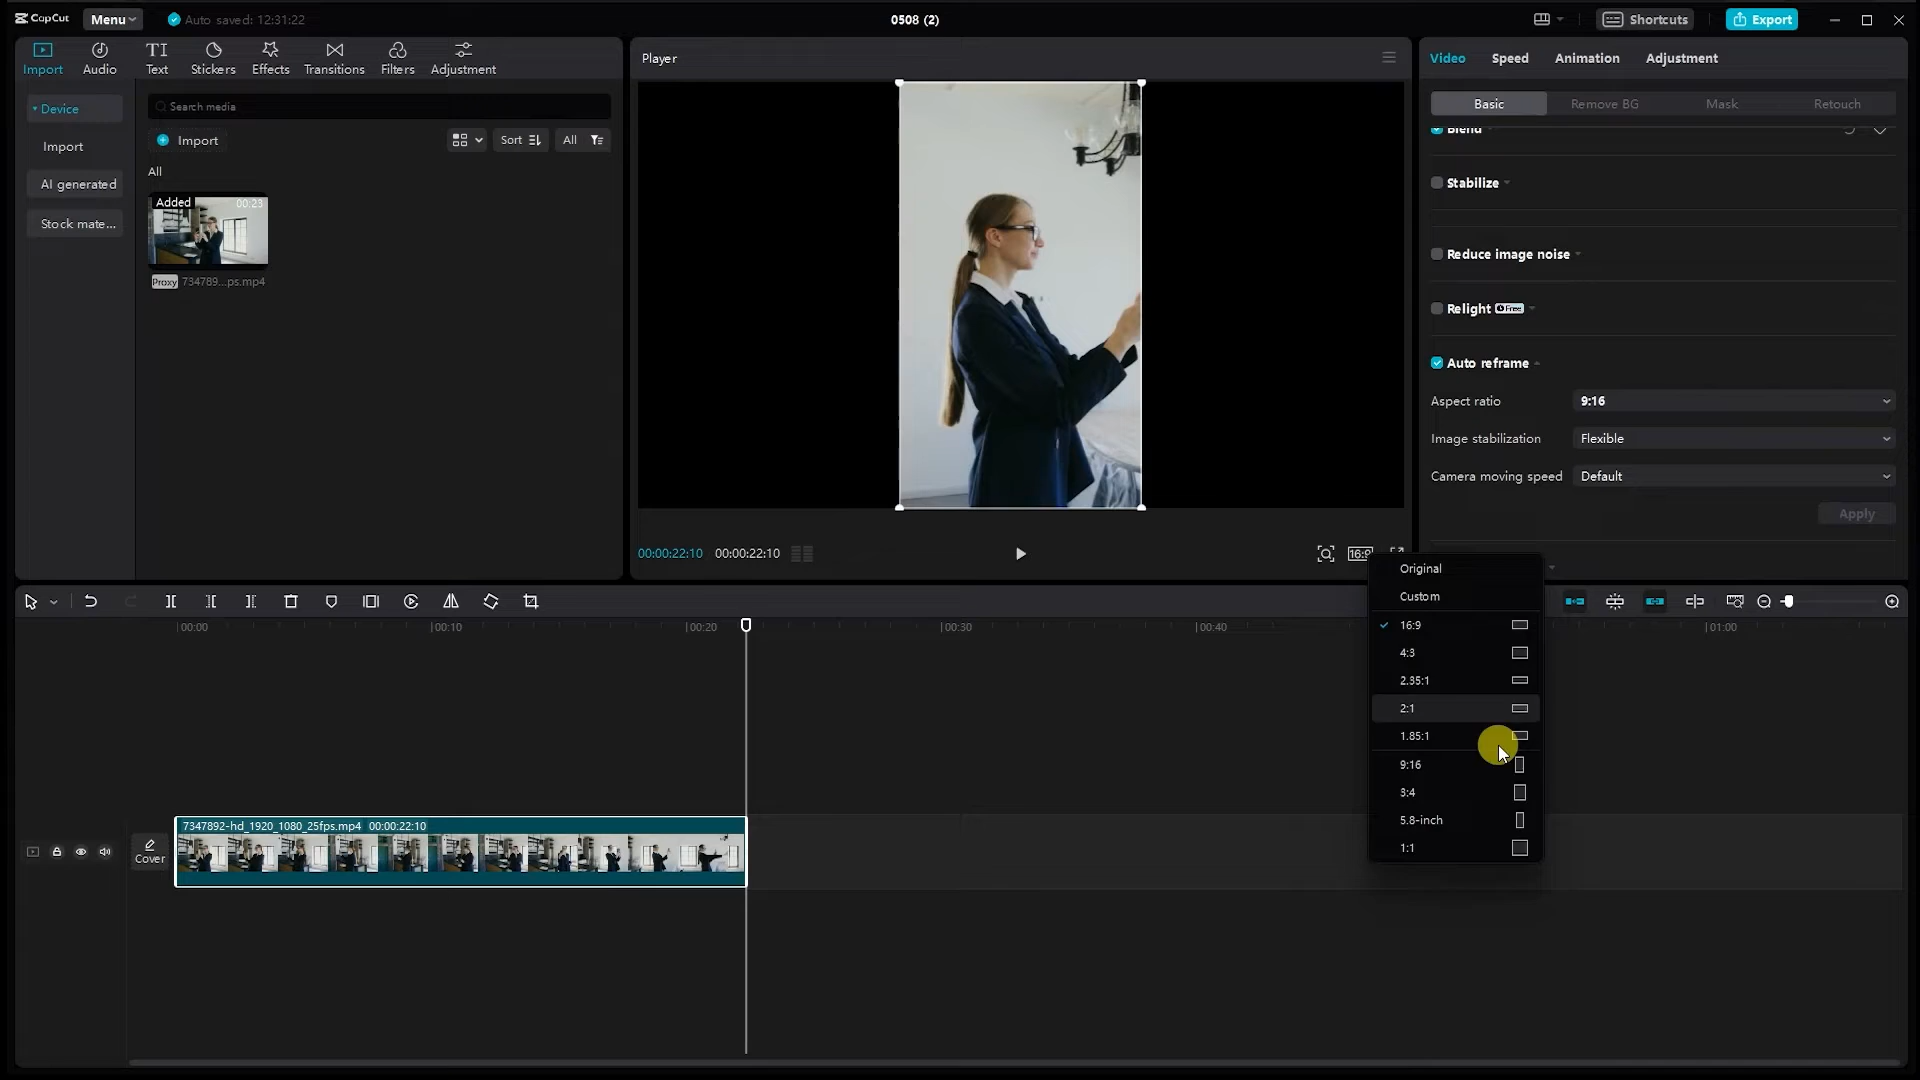 CapCut
Menu
Auto saved: 12:31:22
0508 (2)
Shortcuts
Export
Import
Audio
TI
Text
Stickers
Effects
Transitions
Filters
Adjustment
Device
Import
AI generated
Stock mate...
Search media
Import
Sort
All
All
Added
00:23
Proxy
734789...ps.mp4
Player
00:00:22:10
00:00:22:10
16:9
Video
Speed
Animation
Adjustment
Basic
Remove BG
Mask
Retouch
Blend
Stabilize
Reduce image noise
Relight
Free
Auto reframe
Aspect ratio
9:16
Image stabilization
Flexible
Camera moving speed
Default
Apply
Original
Custom
16:9
4:3
2.35:1
2:1
1.85:1
9:16
3:4
5.8-inch
1:1
00:00
00:10
00:20
00:30
00:40
01:00
Cover
7347892-hd_1920_1080_25fps.mp4 00:00:22:10